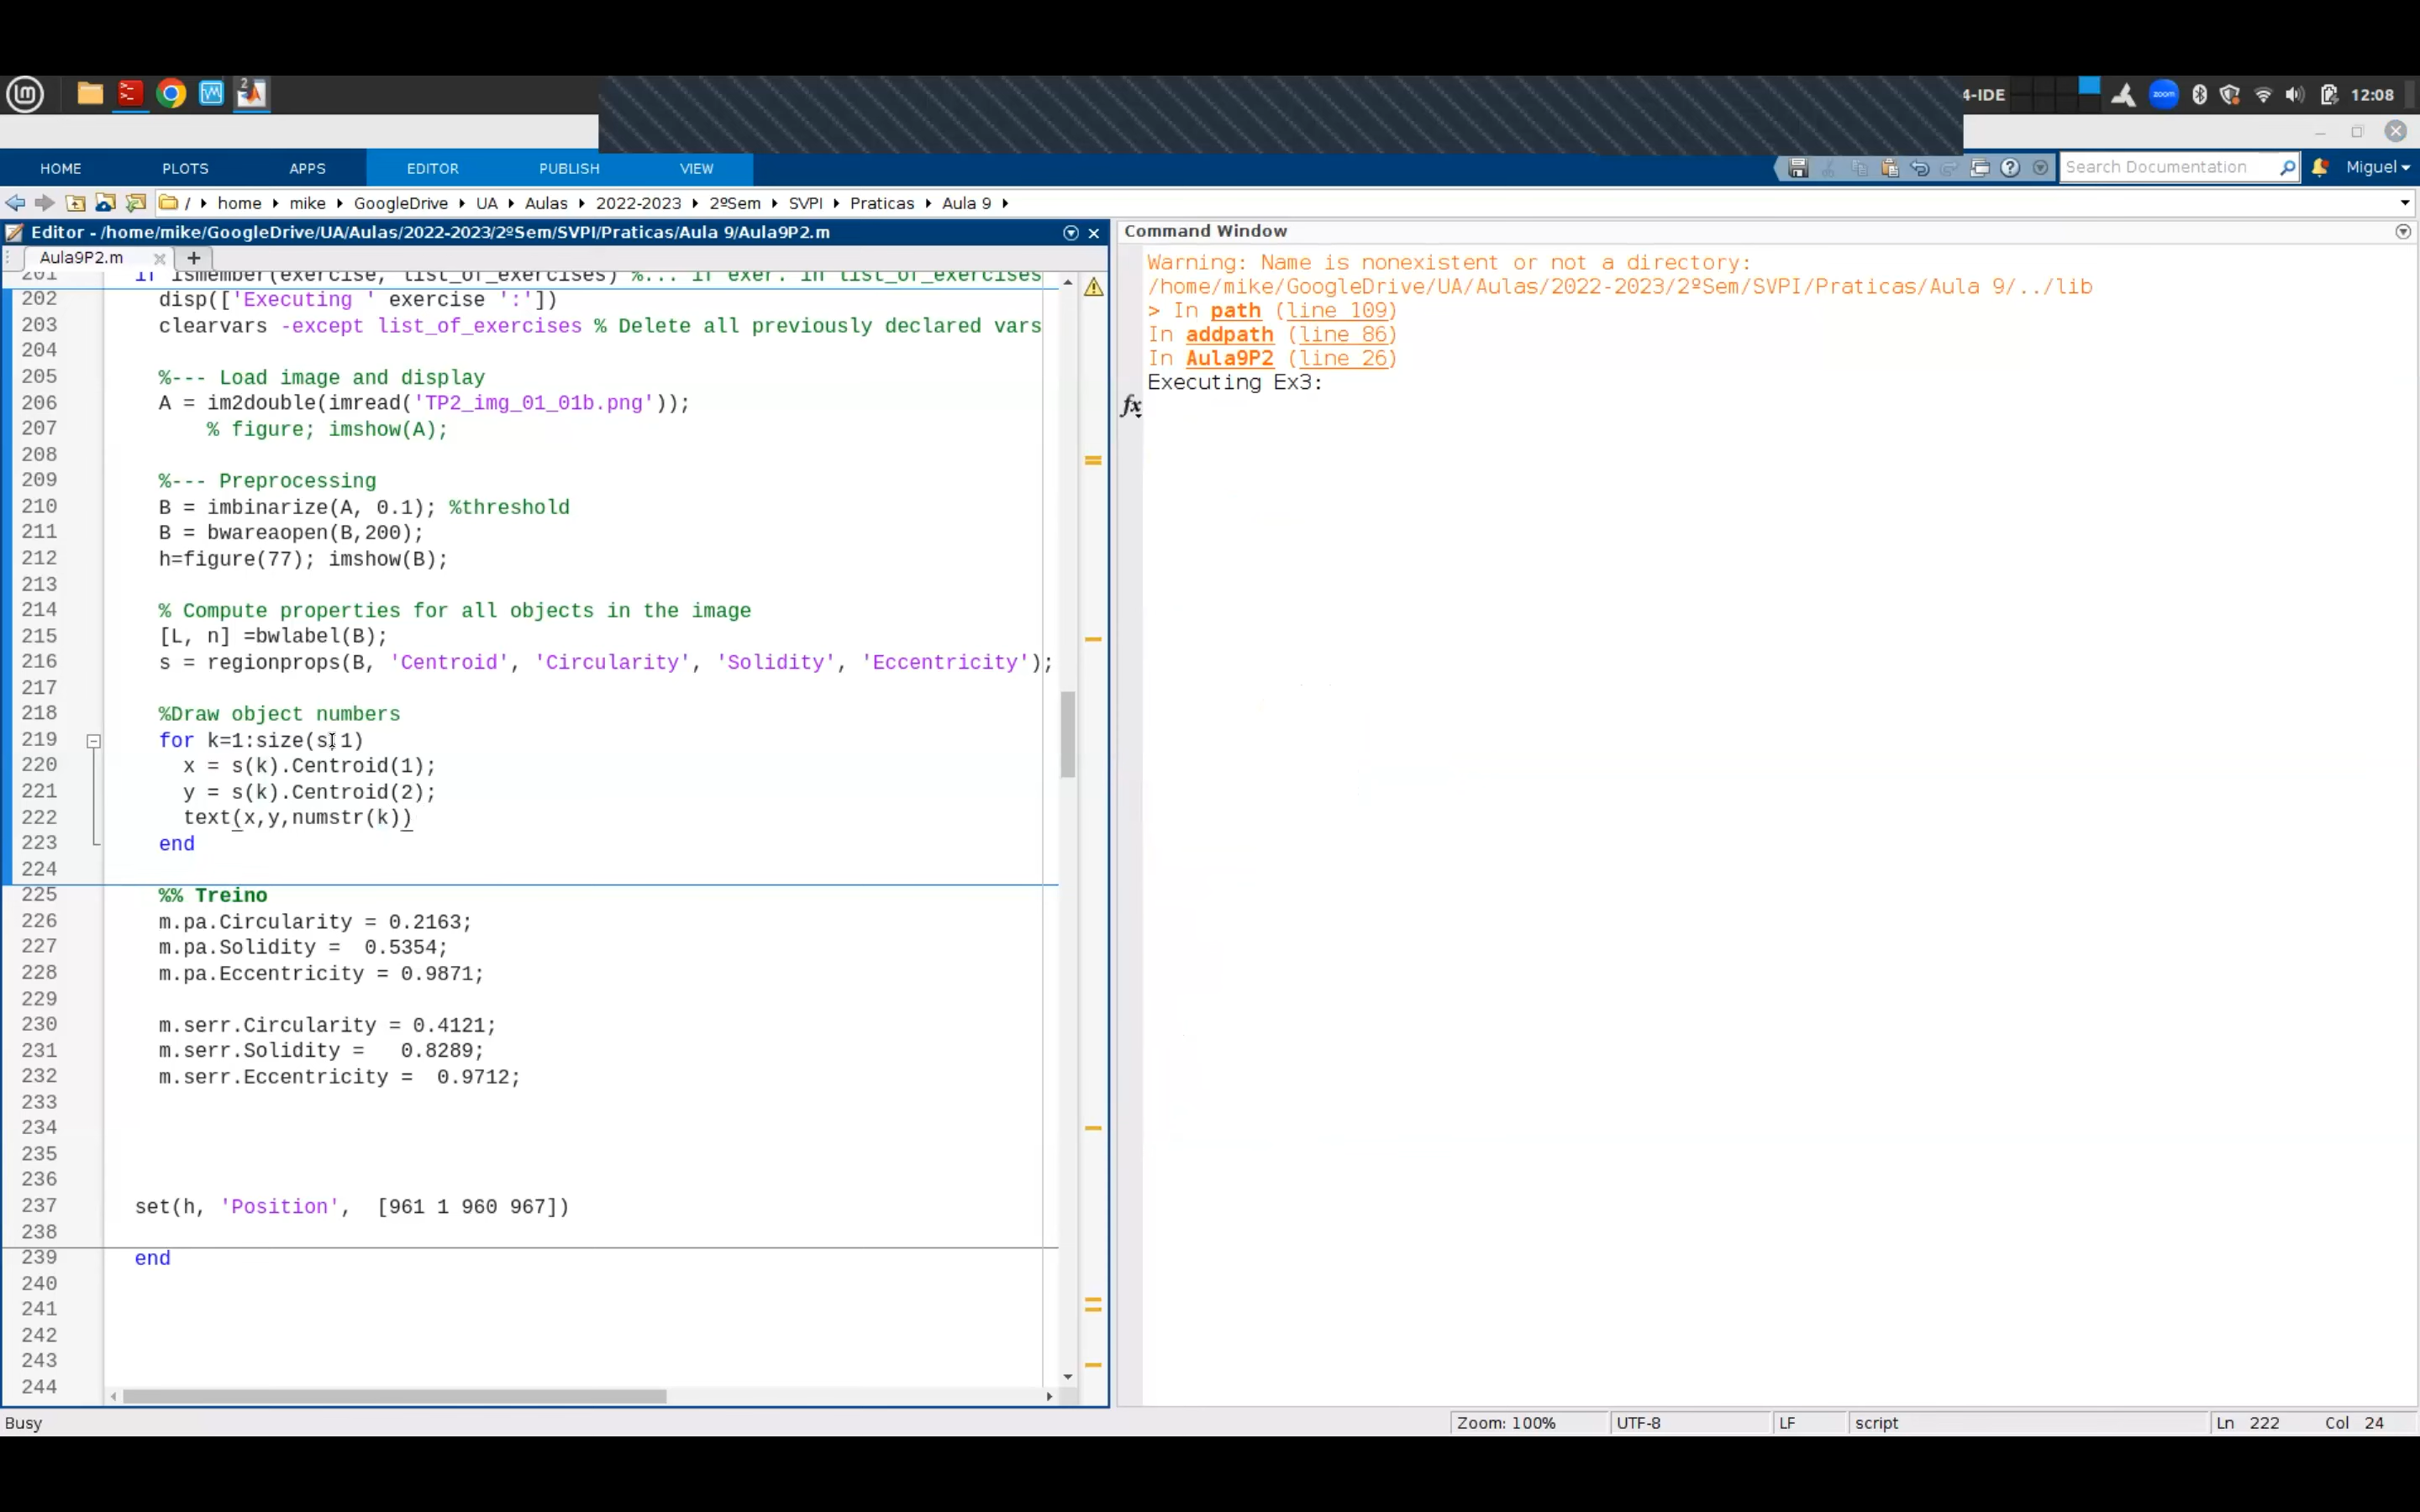 4-IDE
zoom
12:08
HOME PLOTS APPS EDITOR PUBLISH VIEW
Search Documentation
Miguel
/ home mike GoogleDrive UA Aulas 2022-2023 2ºSem SVPI Praticas Aula 9
Editor - /home/mike/GoogleDrive/UA/Aulas/2022-2023/2ºSem/SVPI/Praticas/Aula 9/Aula9P2.m
Aula9P2.m
201 if ismember(exercise, list_of_exercises) %... if exer. in list_of_exercises
202 disp(['Executing ' exercise ':'])
203 clearvars -except list_of_exercises % Delete all previously declared vars
204
205 %--- Load image and display
206 A = im2double(imread('TP2_img_01_01b.png'));
207 % figure; imshow(A);
208
209 %--- Preprocessing
210 B = imbinarize(A, 0.1); %threshold
211 B = bwareaopen(B,200);
212 h=figure(77); imshow(B);
213
214 % Compute properties for all objects in the image
215 [L, n] =bwlabel(B);
216 s = regionprops(B, 'Centroid', 'Circularity', 'Solidity', 'Eccentricity');
217
218 %Draw object numbers
219 for k=1:size(s,1)
220 x = s(k).Centroid(1);
221 y = s(k).Centroid(2);
222 text(x,y,numstr(k))
223 end
224
225 %% Treino
226 m.pa.Circularity = 0.2163;
227 m.pa.Solidity = 0.5354;
228 m.pa.Eccentricity = 0.9871;
229
230 m.serr.Circularity = 0.4121;
231 m.serr.Solidity = 0.8289;
232 m.serr.Eccentricity = 0.9712;
233
234
235
236
237 set(h, 'Position', [961 1 960 967])
238
239 end
240
241
242
243
244
Command Window
Warning: Name is nonexistent or not a directory:
/home/mike/GoogleDrive/UA/Aulas/2022-2023/2ºSem/SVPI/Praticas/Aula 9/../lib
> In path (line 109)
In addpath (line 86)
In Aula9P2 (line 26)
Executing Ex3:
fx
Busy
Zoom: 100% UTF-8 LF script Ln 222 Col 24